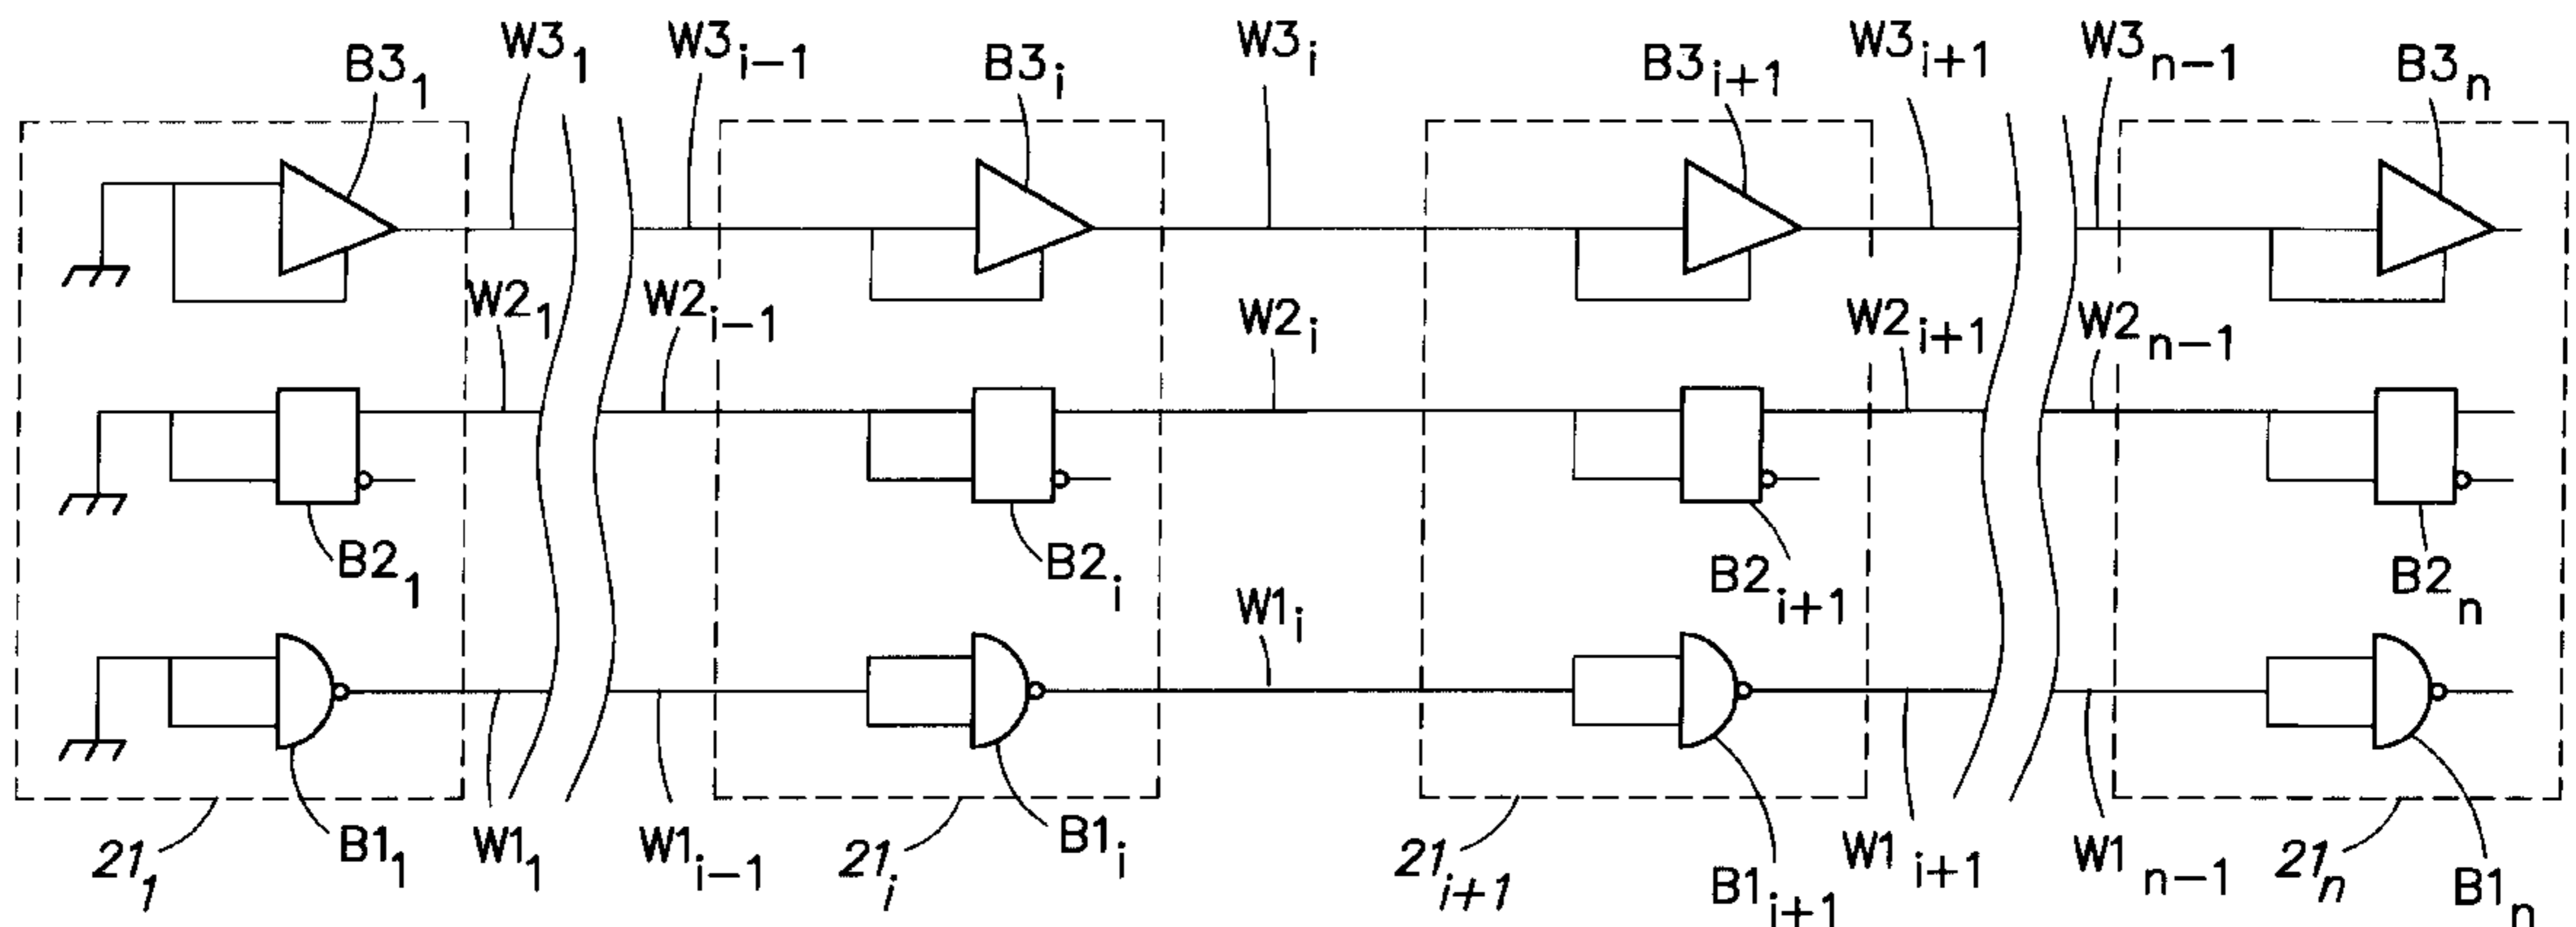 B3₁ W3₁ W3ᵢ₋₁ B3ᵢ W3ᵢ B3ᵢ₊₁ W3ᵢ₊₁ W3ₙ₋₁ B3ₙ
W2₁ W2ᵢ₋₁ W2ᵢ W2ᵢ₊₁ W2ₙ₋₁
B2₁ B2ᵢ W1ᵢ B2ᵢ₊₁ B2ₙ
21₁ B1₁ W1₁ W1ᵢ₋₁ 21ᵢ B1ᵢ 21ᵢ₊₁ B1ᵢ₊₁ W1ᵢ₊₁ W1ₙ₋₁ 21ₙ B1ₙ